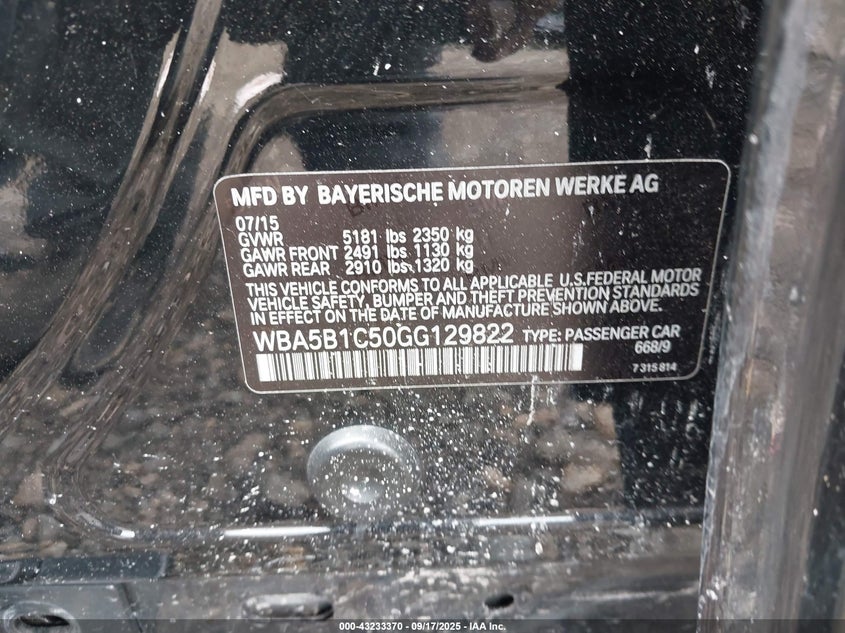 MFD BY BAYERISCHE MOTOREN WERKE AG
07/15
GVWR 5181 lbs 2350 kg
GAWR FRONT 2491 lbs 1130 kg
GAWR REAR 2910 lbs 1320 kg
THIS VEHICLE CONFORMS TO ALL APPLICABLE U.S.FEDERAL MOTOR
VEHICLE SAFETY, BUMPER AND THEFT PREVENTION STANDARDS
IN EFFECT ON THE DATE OF MANUFACTURE SHOWN ABOVE.
WBA5B1C50GG129822 TYPE: PASSENGER CAR
668/9
7 315 814
000-43233370 - 09/17/2025 - IAA Inc.